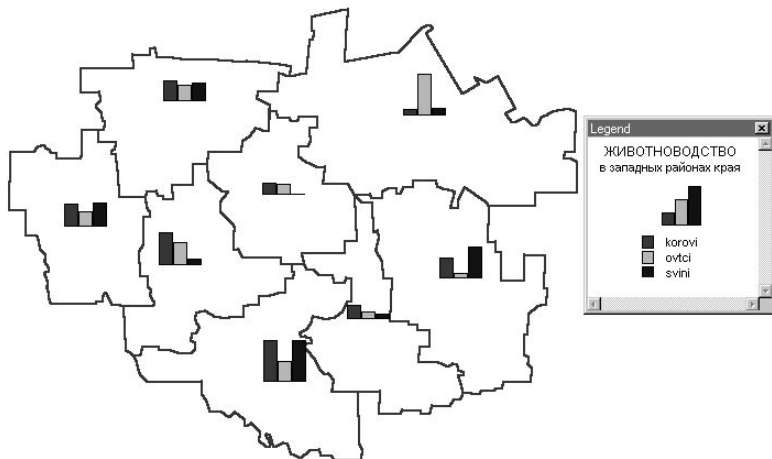 Legend
ЖИВОТНОВОДСТВО
в западных районах края
korovi
ovtci
svini